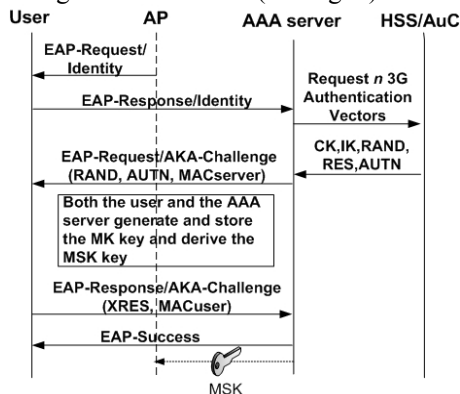 User AP AAA server HSS/AuC
EAP-Request/
Identity
EAP-Response/Identity
Request n 3G
Authentication
Vectors
CK,IK,RAND,
RES,AUTN
EAP-Request/AKA-Challenge
(RAND, AUTN, MACserver)
Both the user and the AAA
server generate and store
the MK key and derive the
MSK key
EAP-Response/AKA-Challenge
(XRES, MACuser)
EAP-Success
MSK